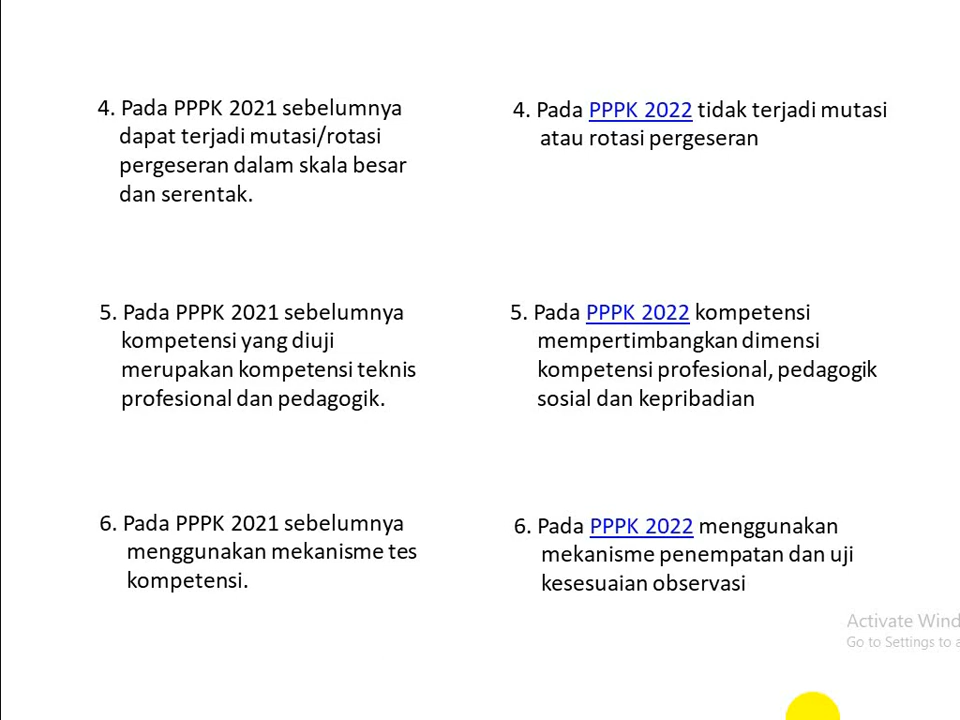 4. Pada PPPK 2021 sebelumnya
dapat terjadi mutasi/rotasi
pergeseran dalam skala besar
dan serentak.
4. Pada PPPK 2022 tidak terjadi mutasi
atau rotasi pergeseran
5. Pada PPPK 2021 sebelumnya
kompetensi yang diuji
merupakan kompetensi teknis
profesional dan pedagogik.
5. Pada PPPK 2022 kompetensi
mempertimbangkan dimensi
kompetensi profesional, pedagogik
sosial dan kepribadian
6. Pada PPPK 2021 sebelumnya
menggunakan mekanisme tes
kompetensi.
6. Pada PPPK 2022 menggunakan
mekanisme penempatan dan uji
kesesuaian observasi
Activate Wind
Go to Settings to a